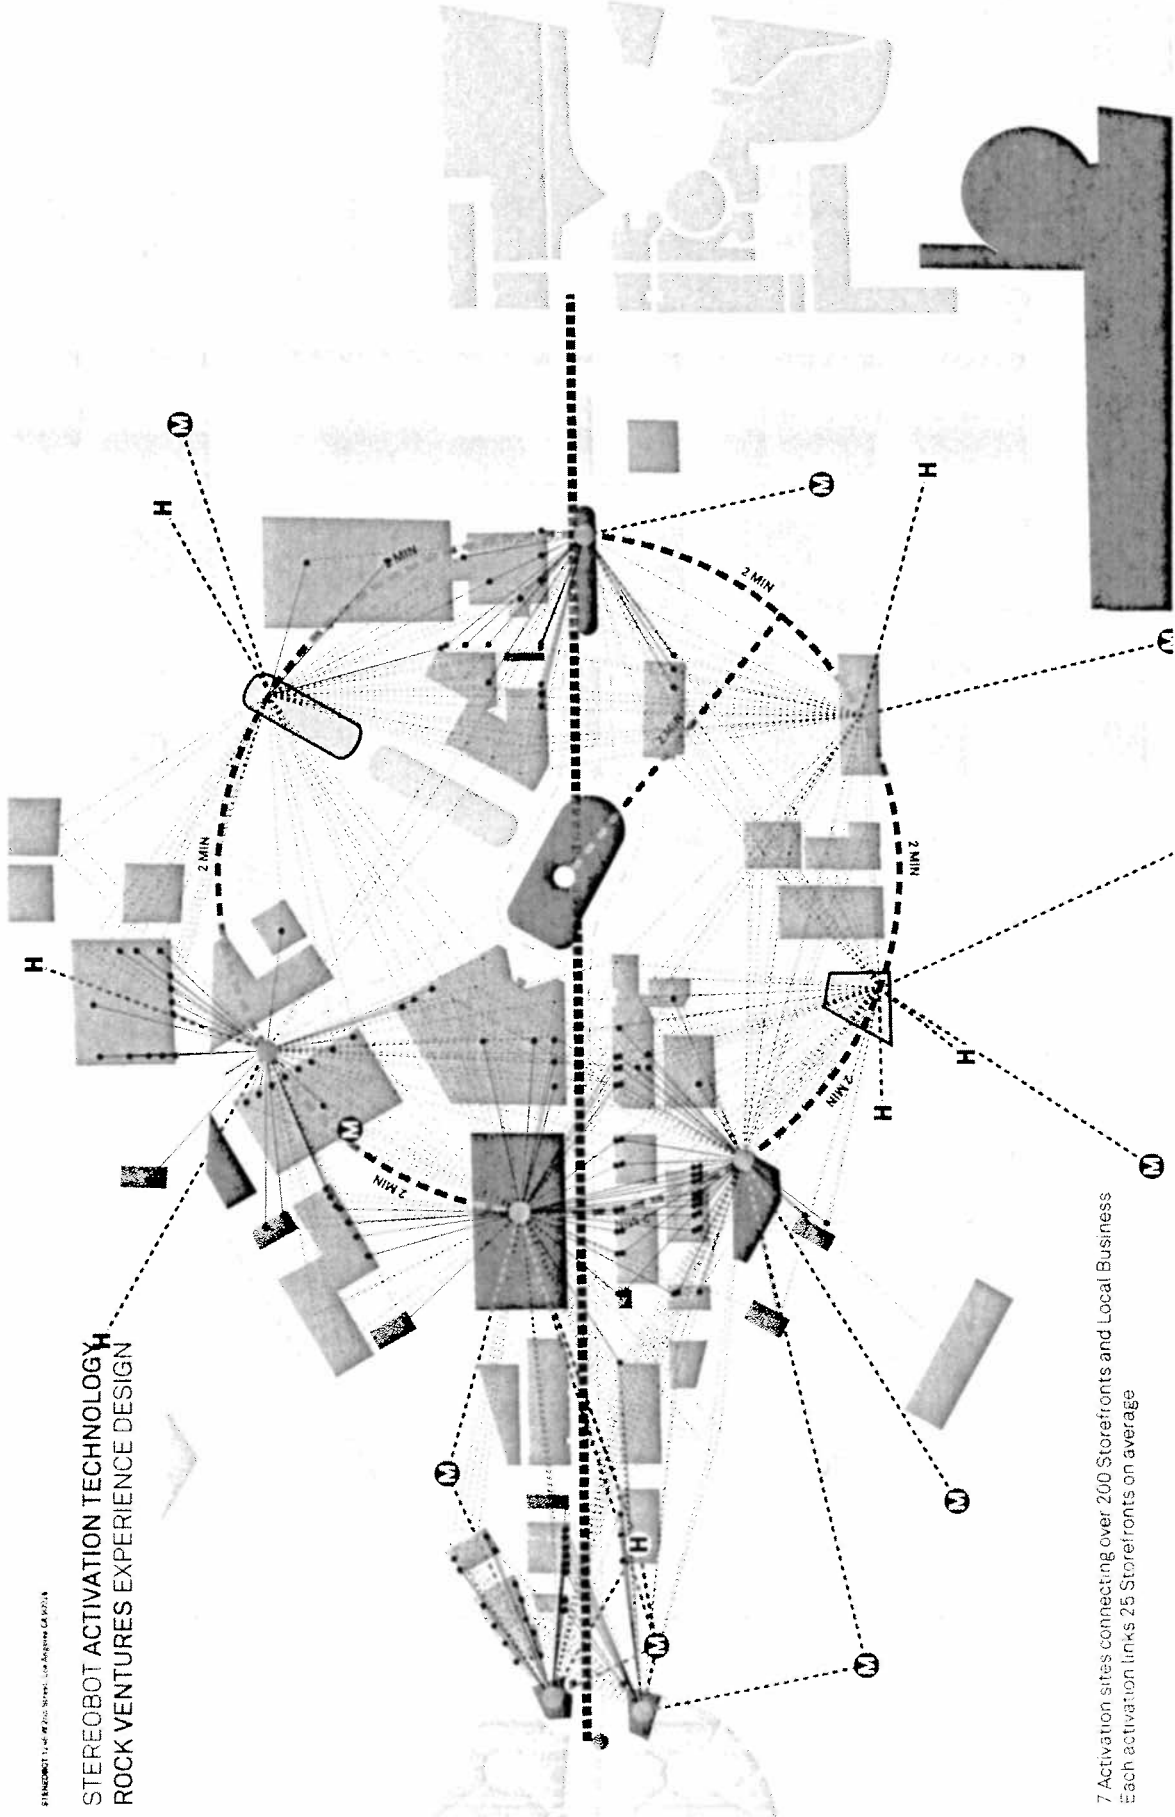 STEREOBOT ACTIVATION TECHNOLOGY
ROCK VENTURES EXPERIENCE DESIGN
H
H
M
H
2 MIN
MIN
M
2 MIN
M
H
M
2 MIN
2 MIN
M
2 MIN
H
H
M
M
H
M
M
M
7 Activation sites connecting over 200 Storefronts and Local Business
Each activation links 25 Storefronts on average